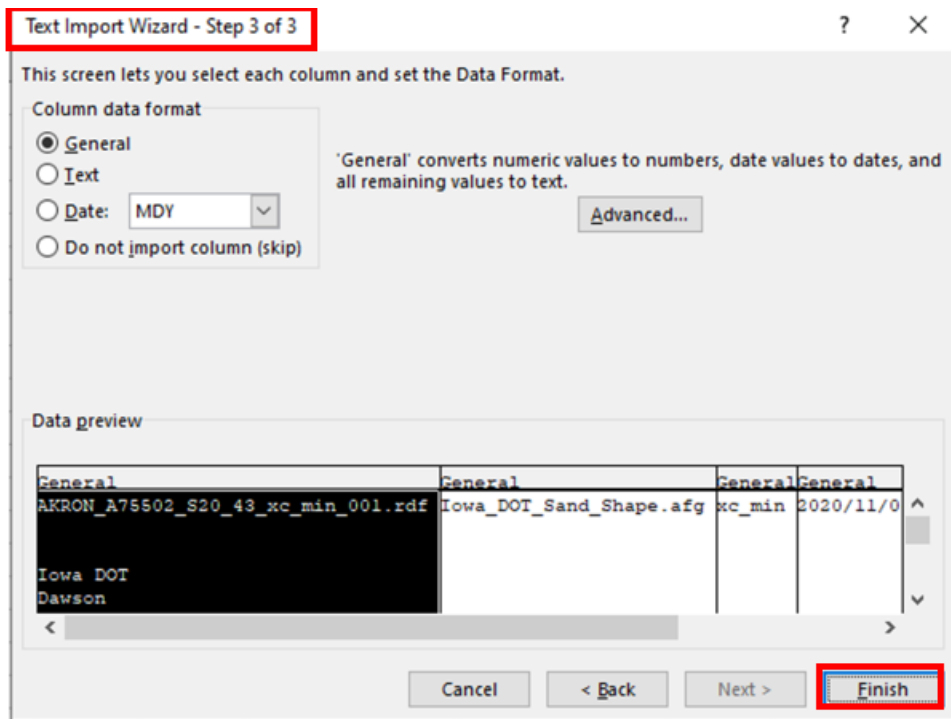 Text Import Wizard - Step 3 of 3
?
This screen lets you select each column and set the Data Format.
Column data format
General
Text
Date: MDY
Do not import column (skip)
'General' converts numeric values to numbers, date values to dates, and
all remaining values to text.
Advanced...
Data preview
General General General General
AKRON_A75502_S20_43_xc_min_001.rdf Iowa_DOT_Sand_Shape.afg xc_min 2020/11/0
Iowa DOT
Dawson
Cancel < Back Next > Finish